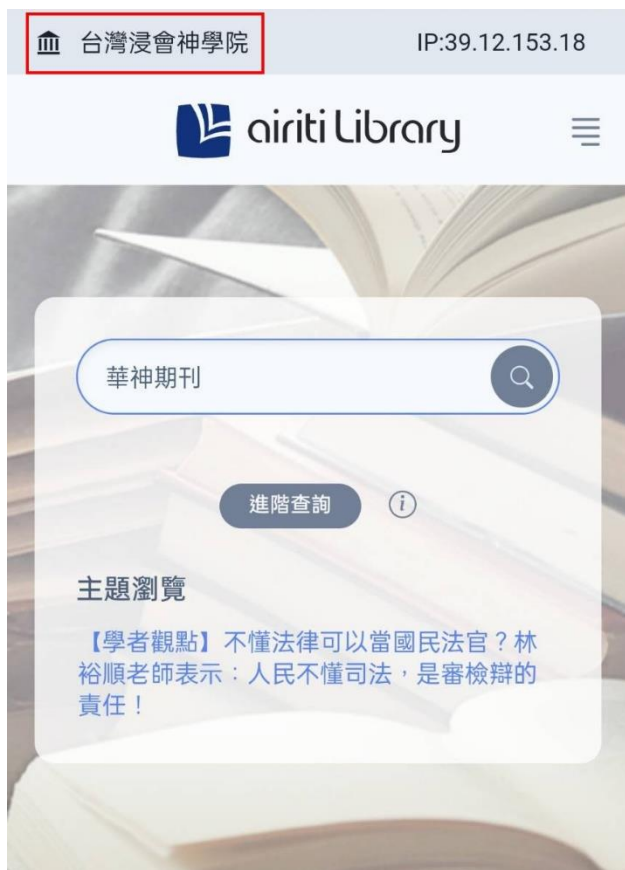 台灣浸會神學院
IP:39.12.153.18
airiti Library
華神期刊
進階查詢
i
主題瀏覽
【學者觀點】不懂法律可以當國民法官？林
裕順老師表示：人民不懂司法，是審檢辯的
責任！